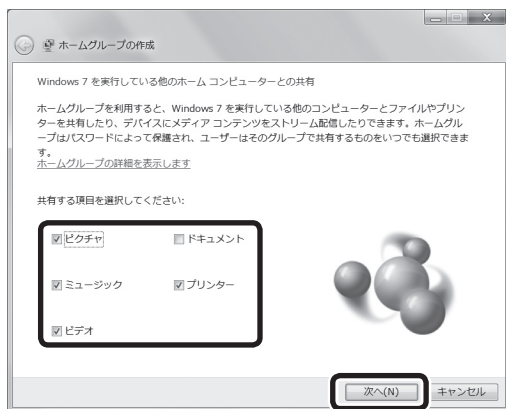 ホームグループの作成
Windows 7 を実行している他のホーム コンピューターとの共有
ホームグループを利用すると、Windows 7 を実行している他のコンピューターとファイルやプリン
ターを共有したり、デバイスにメディア コンテンツをストリーム配信したりできます。ホームグル
ープはパスワードによって保護され、ユーザーはそのグループで共有するものをいつでも選択できま
す。
ホームグループの詳細を表示します
共有する項目を選択してください:
ピクチャ ドキュメント
ミュージック プリンター
ビデオ
次へ(N) キャンセル